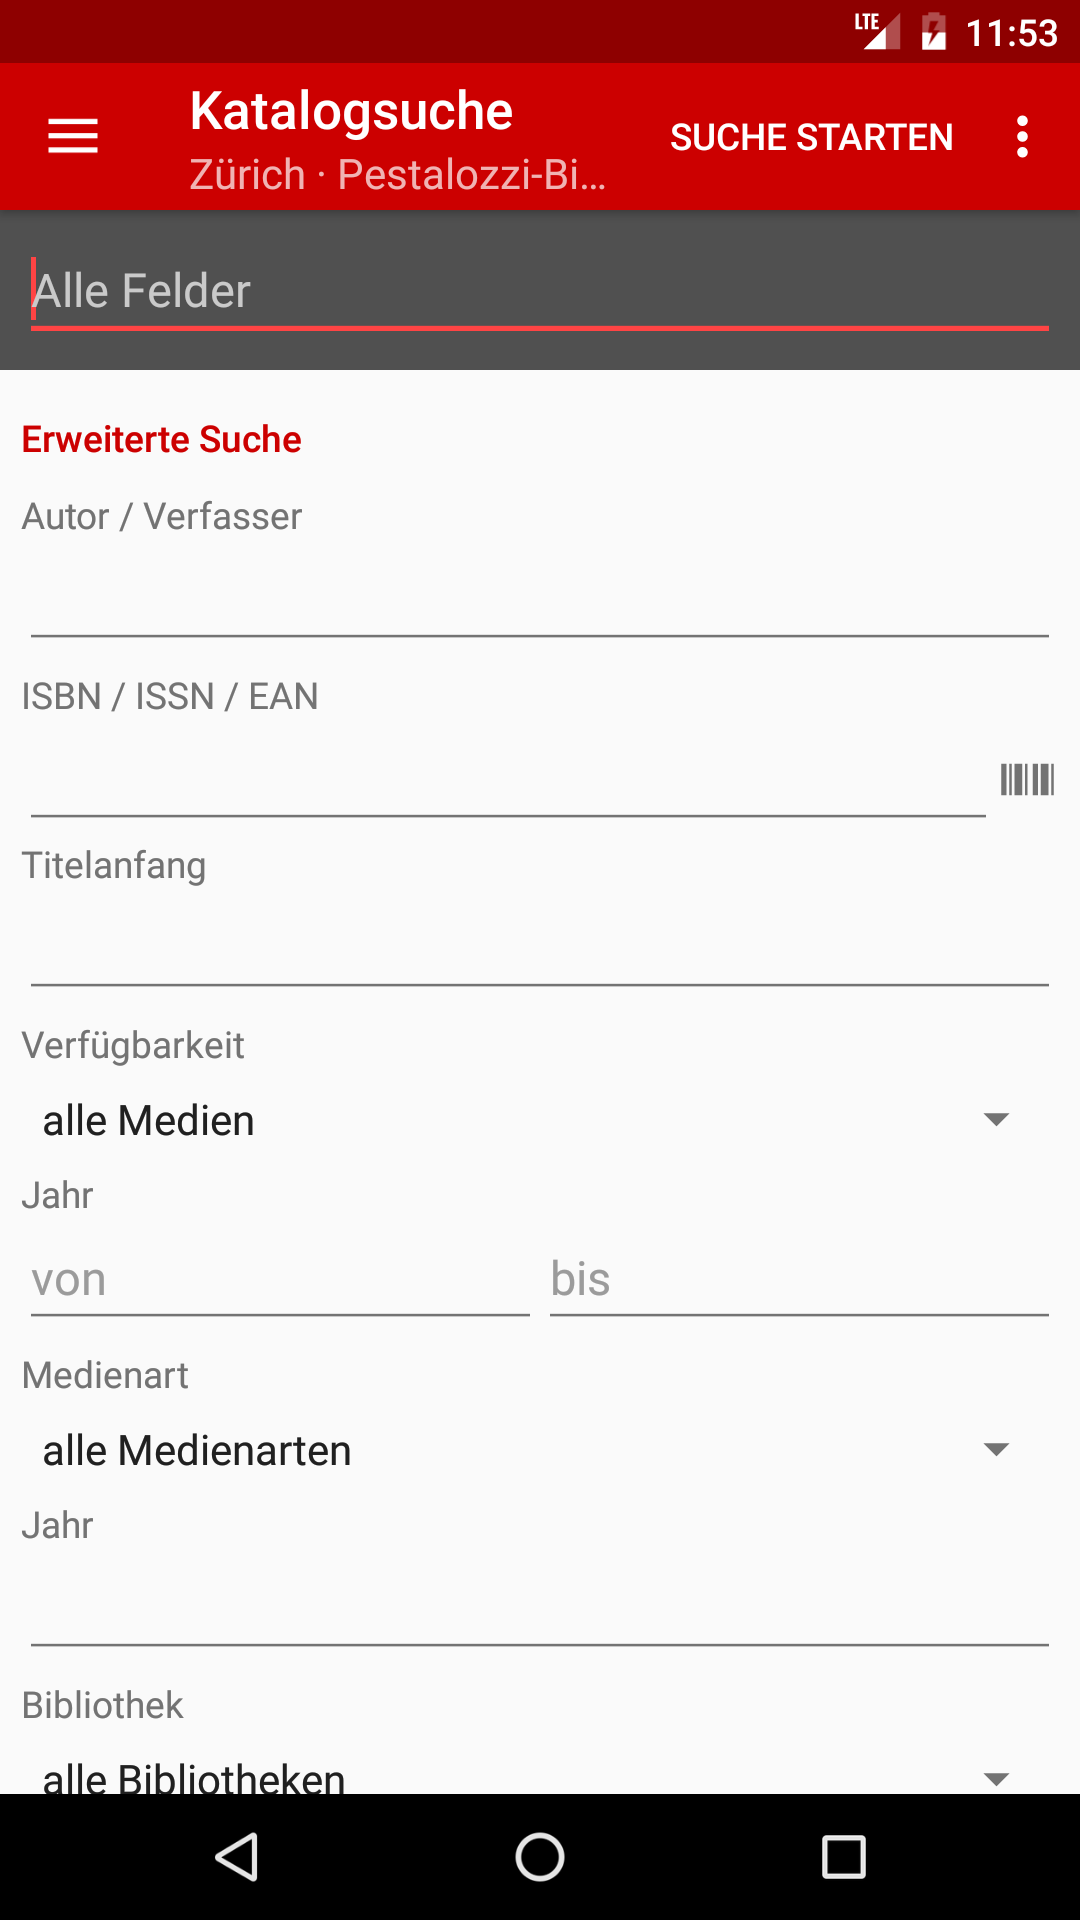 LTE 11:53
Katalogsuche
Zürich · Pestalozzi-Bi...
SUCHE STARTEN
Alle Felder
Erweiterte Suche
Autor / Verfasser
ISBN / ISSN / EAN
Titelanfang
Verfügbarkeit
alle Medien
Jahr
von bis
Medienart
alle Medienarten
Jahr
Bibliothek
alle Bibliotheken